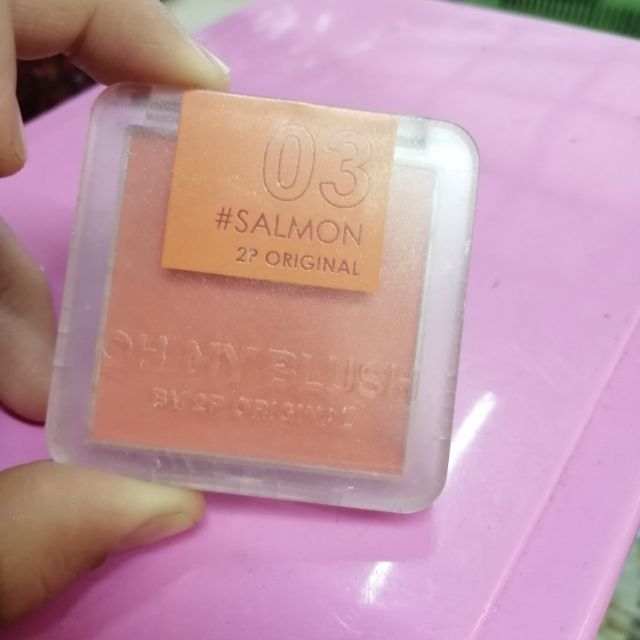 03
#SALMON
2P ORIGINAL
OH MY BLUSH
BY 2P ORIGINAL